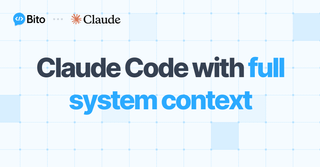 Bito Claude
Claude Code with full
system context